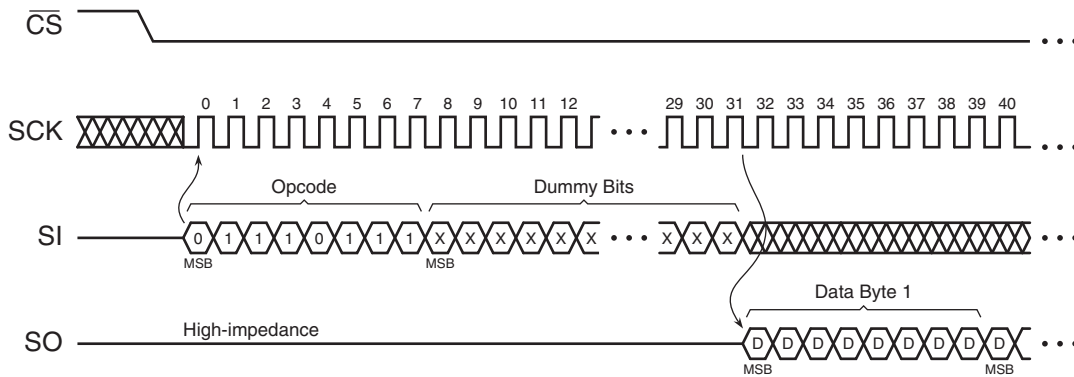 CS
0 1 2 3 4 5 6 7 8 9 10 11 12 29 30 31 32 33 34 35 36 37 38 39 40
SCK
Opcode Dummy Bits
SI 0 1 1 1 0 1 1 1 X X X X X X X X X
MSB MSB
Data Byte 1
High-impedance
SO D D D D D D D D D
MSB MSB